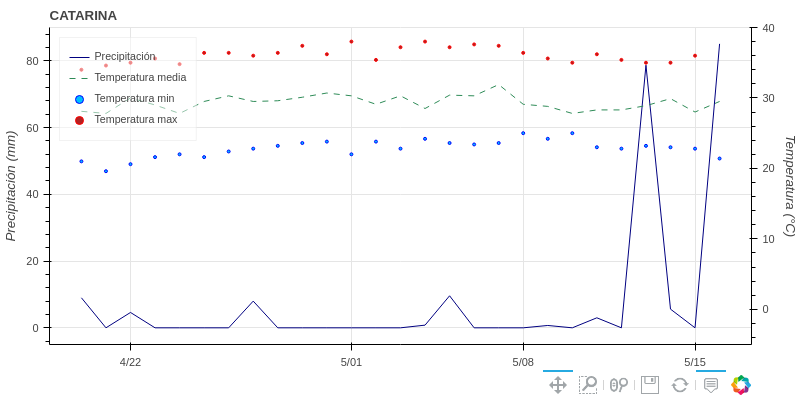 CATARINA
Precipitación
Temperatura media
Temperatura min
Temperatura max
Precipitación (mm)
80
60
40
20
0
Temperatura (°C)
40
30
20
10
0
4/22
5/01
5/08
5/15